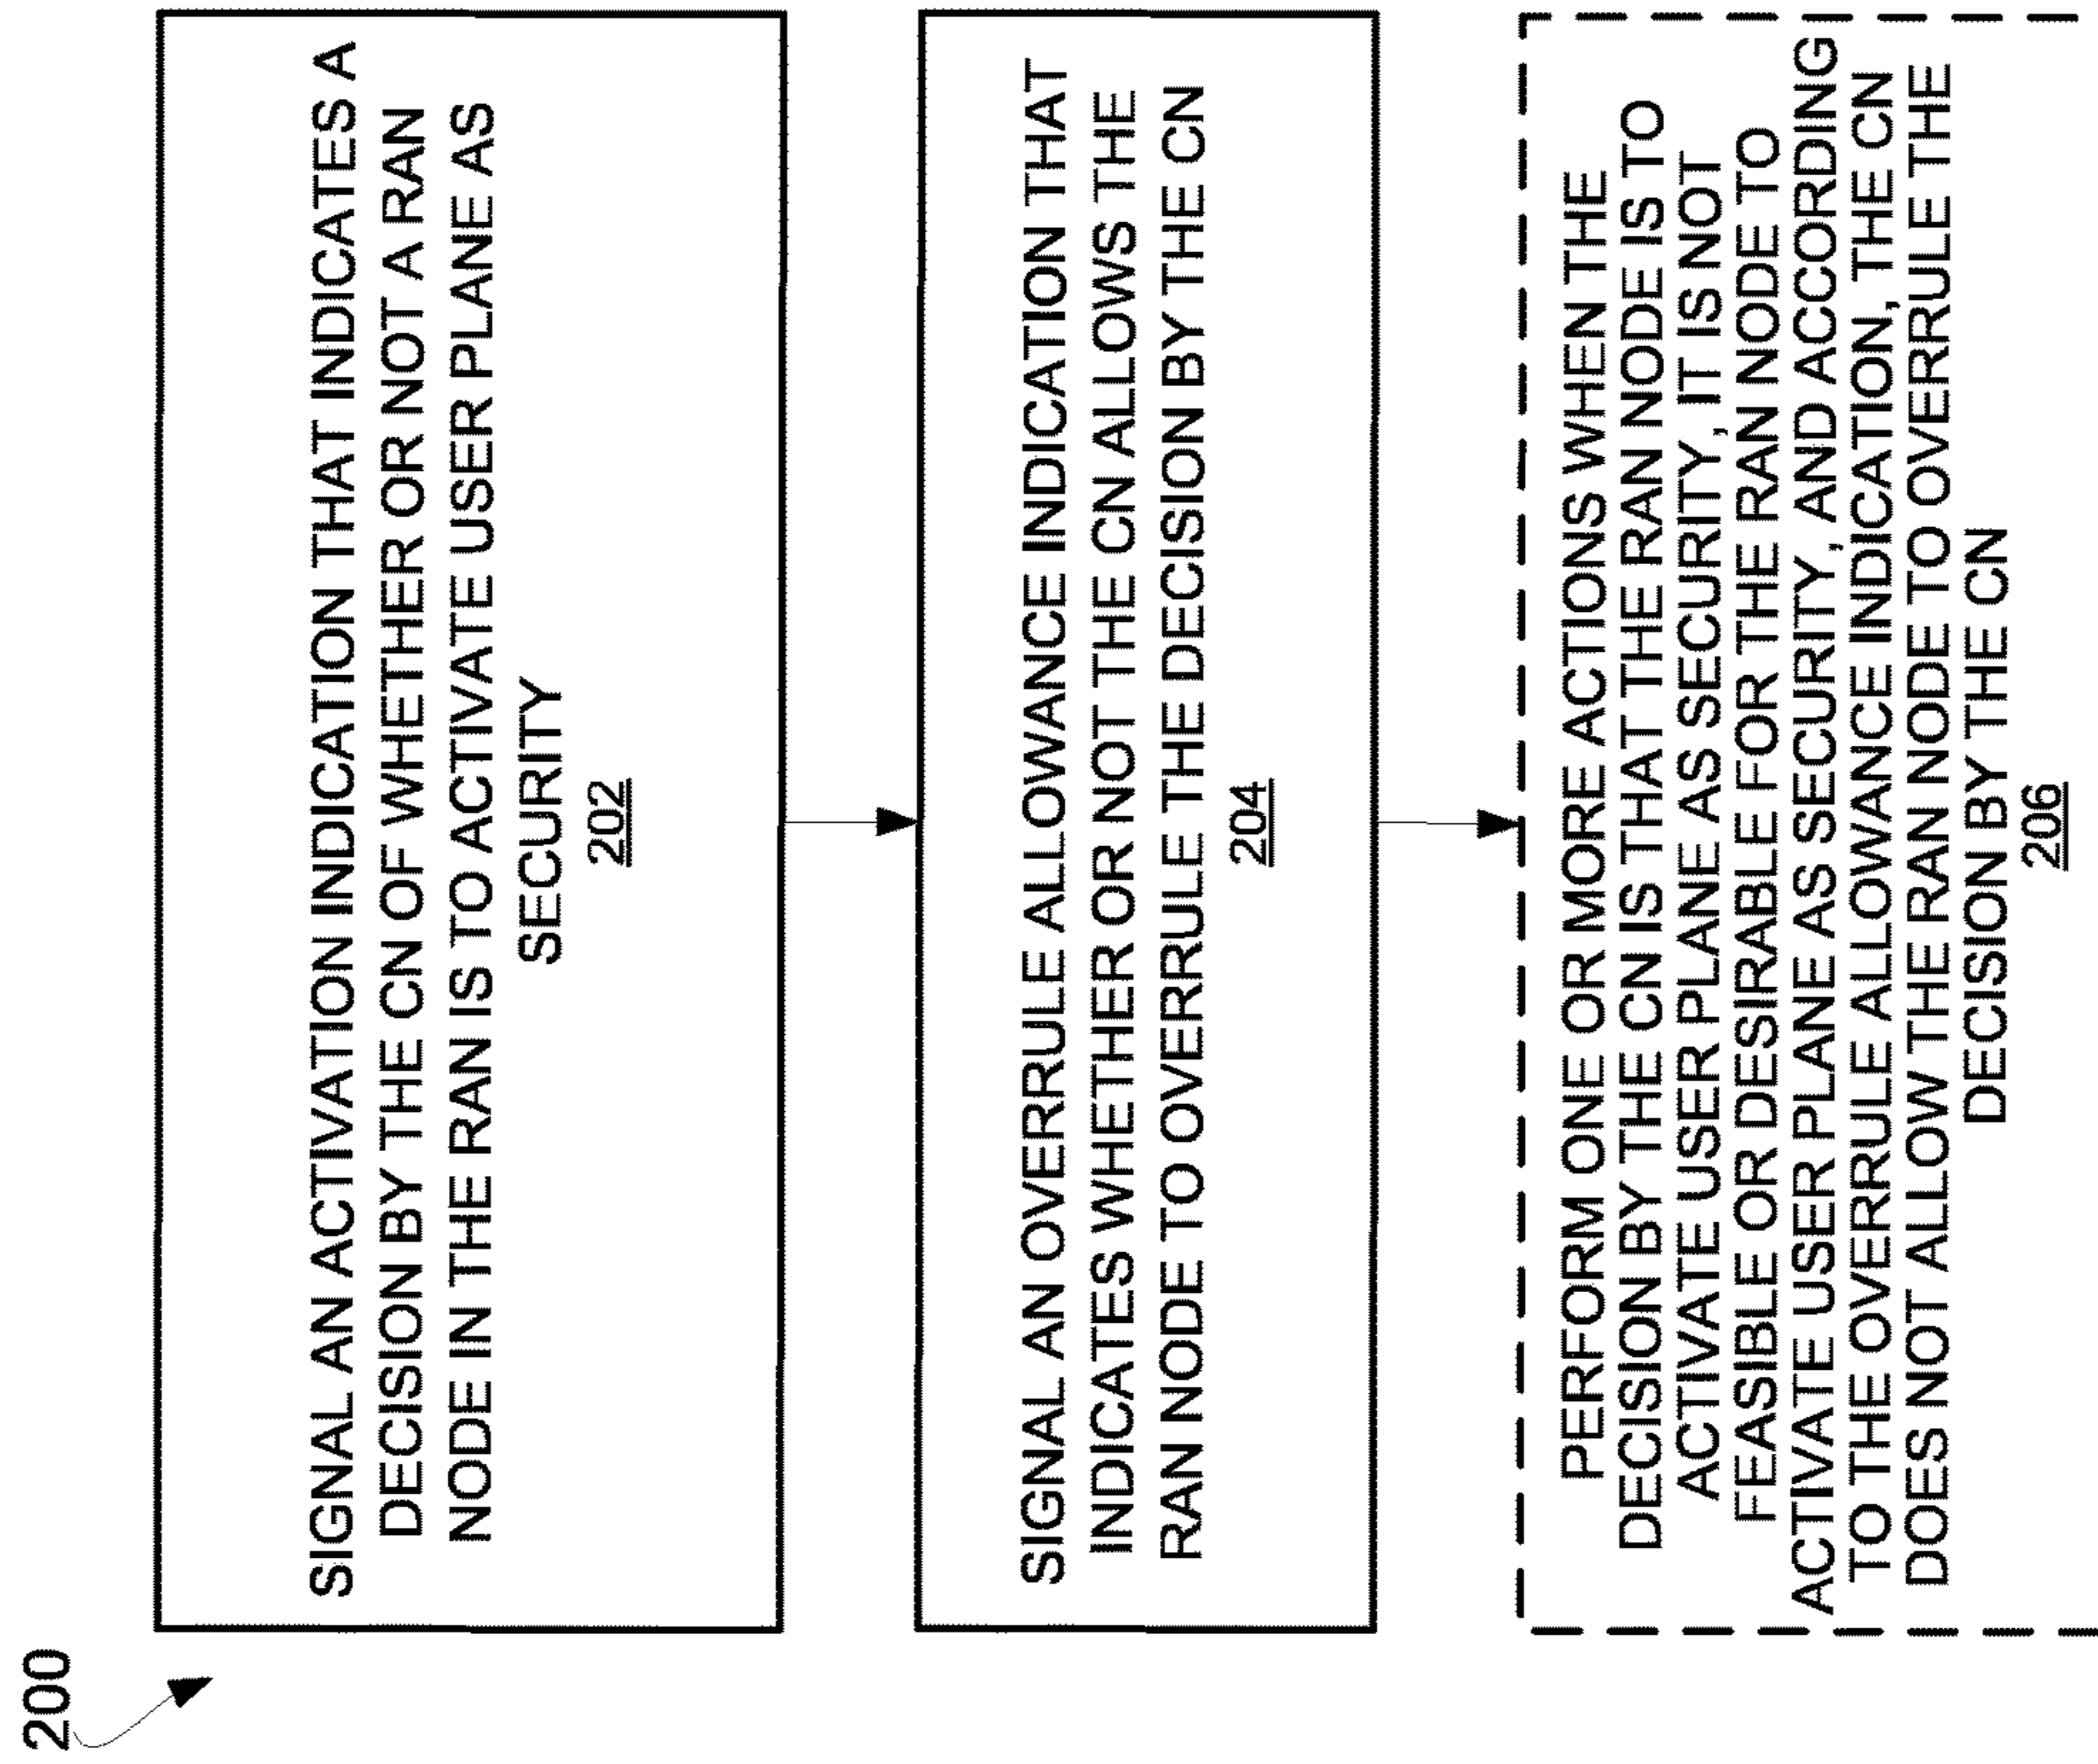 200
SIGNAL AN ACTIVATION INDICATION THAT INDICATES A
DECISION BY THE CN OF WHETHER OR NOT A RAN
NODE IN THE RAN IS TO ACTIVATE USER PLANE AS
SECURITY
202
SIGNAL AN OVERRULE ALLOWANCE INDICATION THAT
INDICATES WHETHER OR NOT THE CN ALLOWS THE
RAN NODE TO OVERRULE THE DECISION BY THE CN
204
PERFORM ONE OR MORE ACTIONS WHEN THE
DECISION BY THE CN IS THAT THE RAN NODE IS TO
ACTIVATE USER PLANE AS SECURITY, IT IS NOT
FEASIBLE OR DESIRABLE FOR THE RAN NODE TO
ACTIVATE USER PLANE AS SECURITY, AND ACCORDING
TO THE OVERRULE ALLOWANCE INDICATION, THE CN
DOES NOT ALLOW THE RAN NODE TO OVERRULE THE
DECISION BY THE CN
206